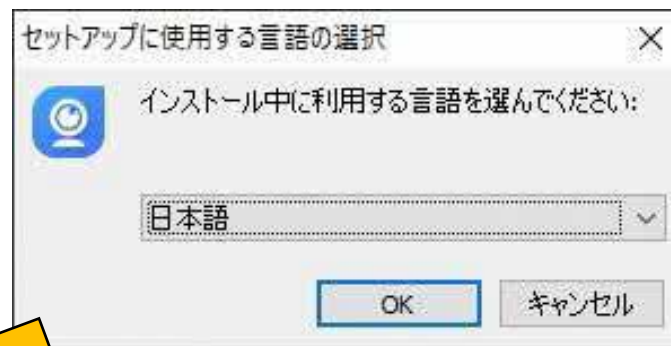 セットアップに使用する言語の選択
インストール中に利用する言語を選んでください:
日本語
OK
キャンセル